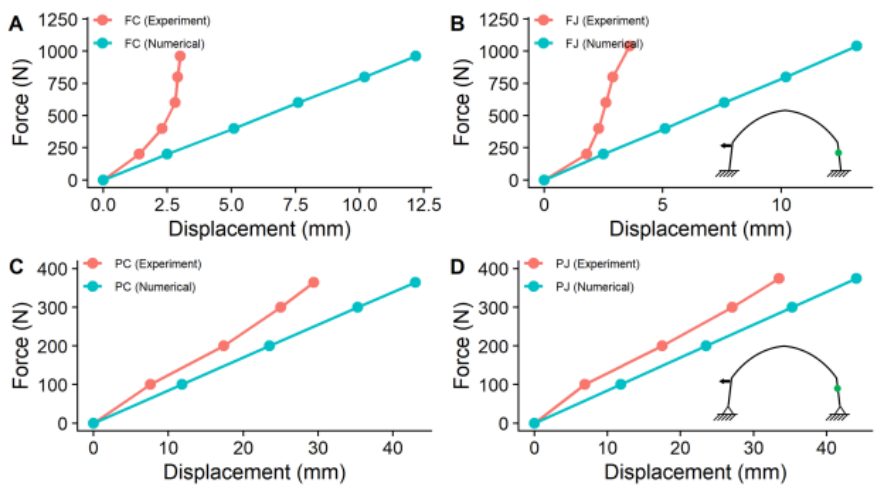 A
FC (Experiment)
FC (Numerical)
Force (N)
1250
1000
750
500
250
0
0.0 2.5 5.0 7.5 10.0 12.5
Displacement (mm)
B
FJ (Experiment)
FJ (Numerical)
Force (N)
1250
1000
750
500
250
0
0 5 10
Displacement (mm)
C
PC (Experiment)
PC (Numerical)
Force (N)
400
300
200
100
0
0 10 20 30 40
Displacement (mm)
D
PJ (Experiment)
PJ (Numerical)
Force (N)
400
300
200
100
0
0 10 20 30 40
Displacement (mm)